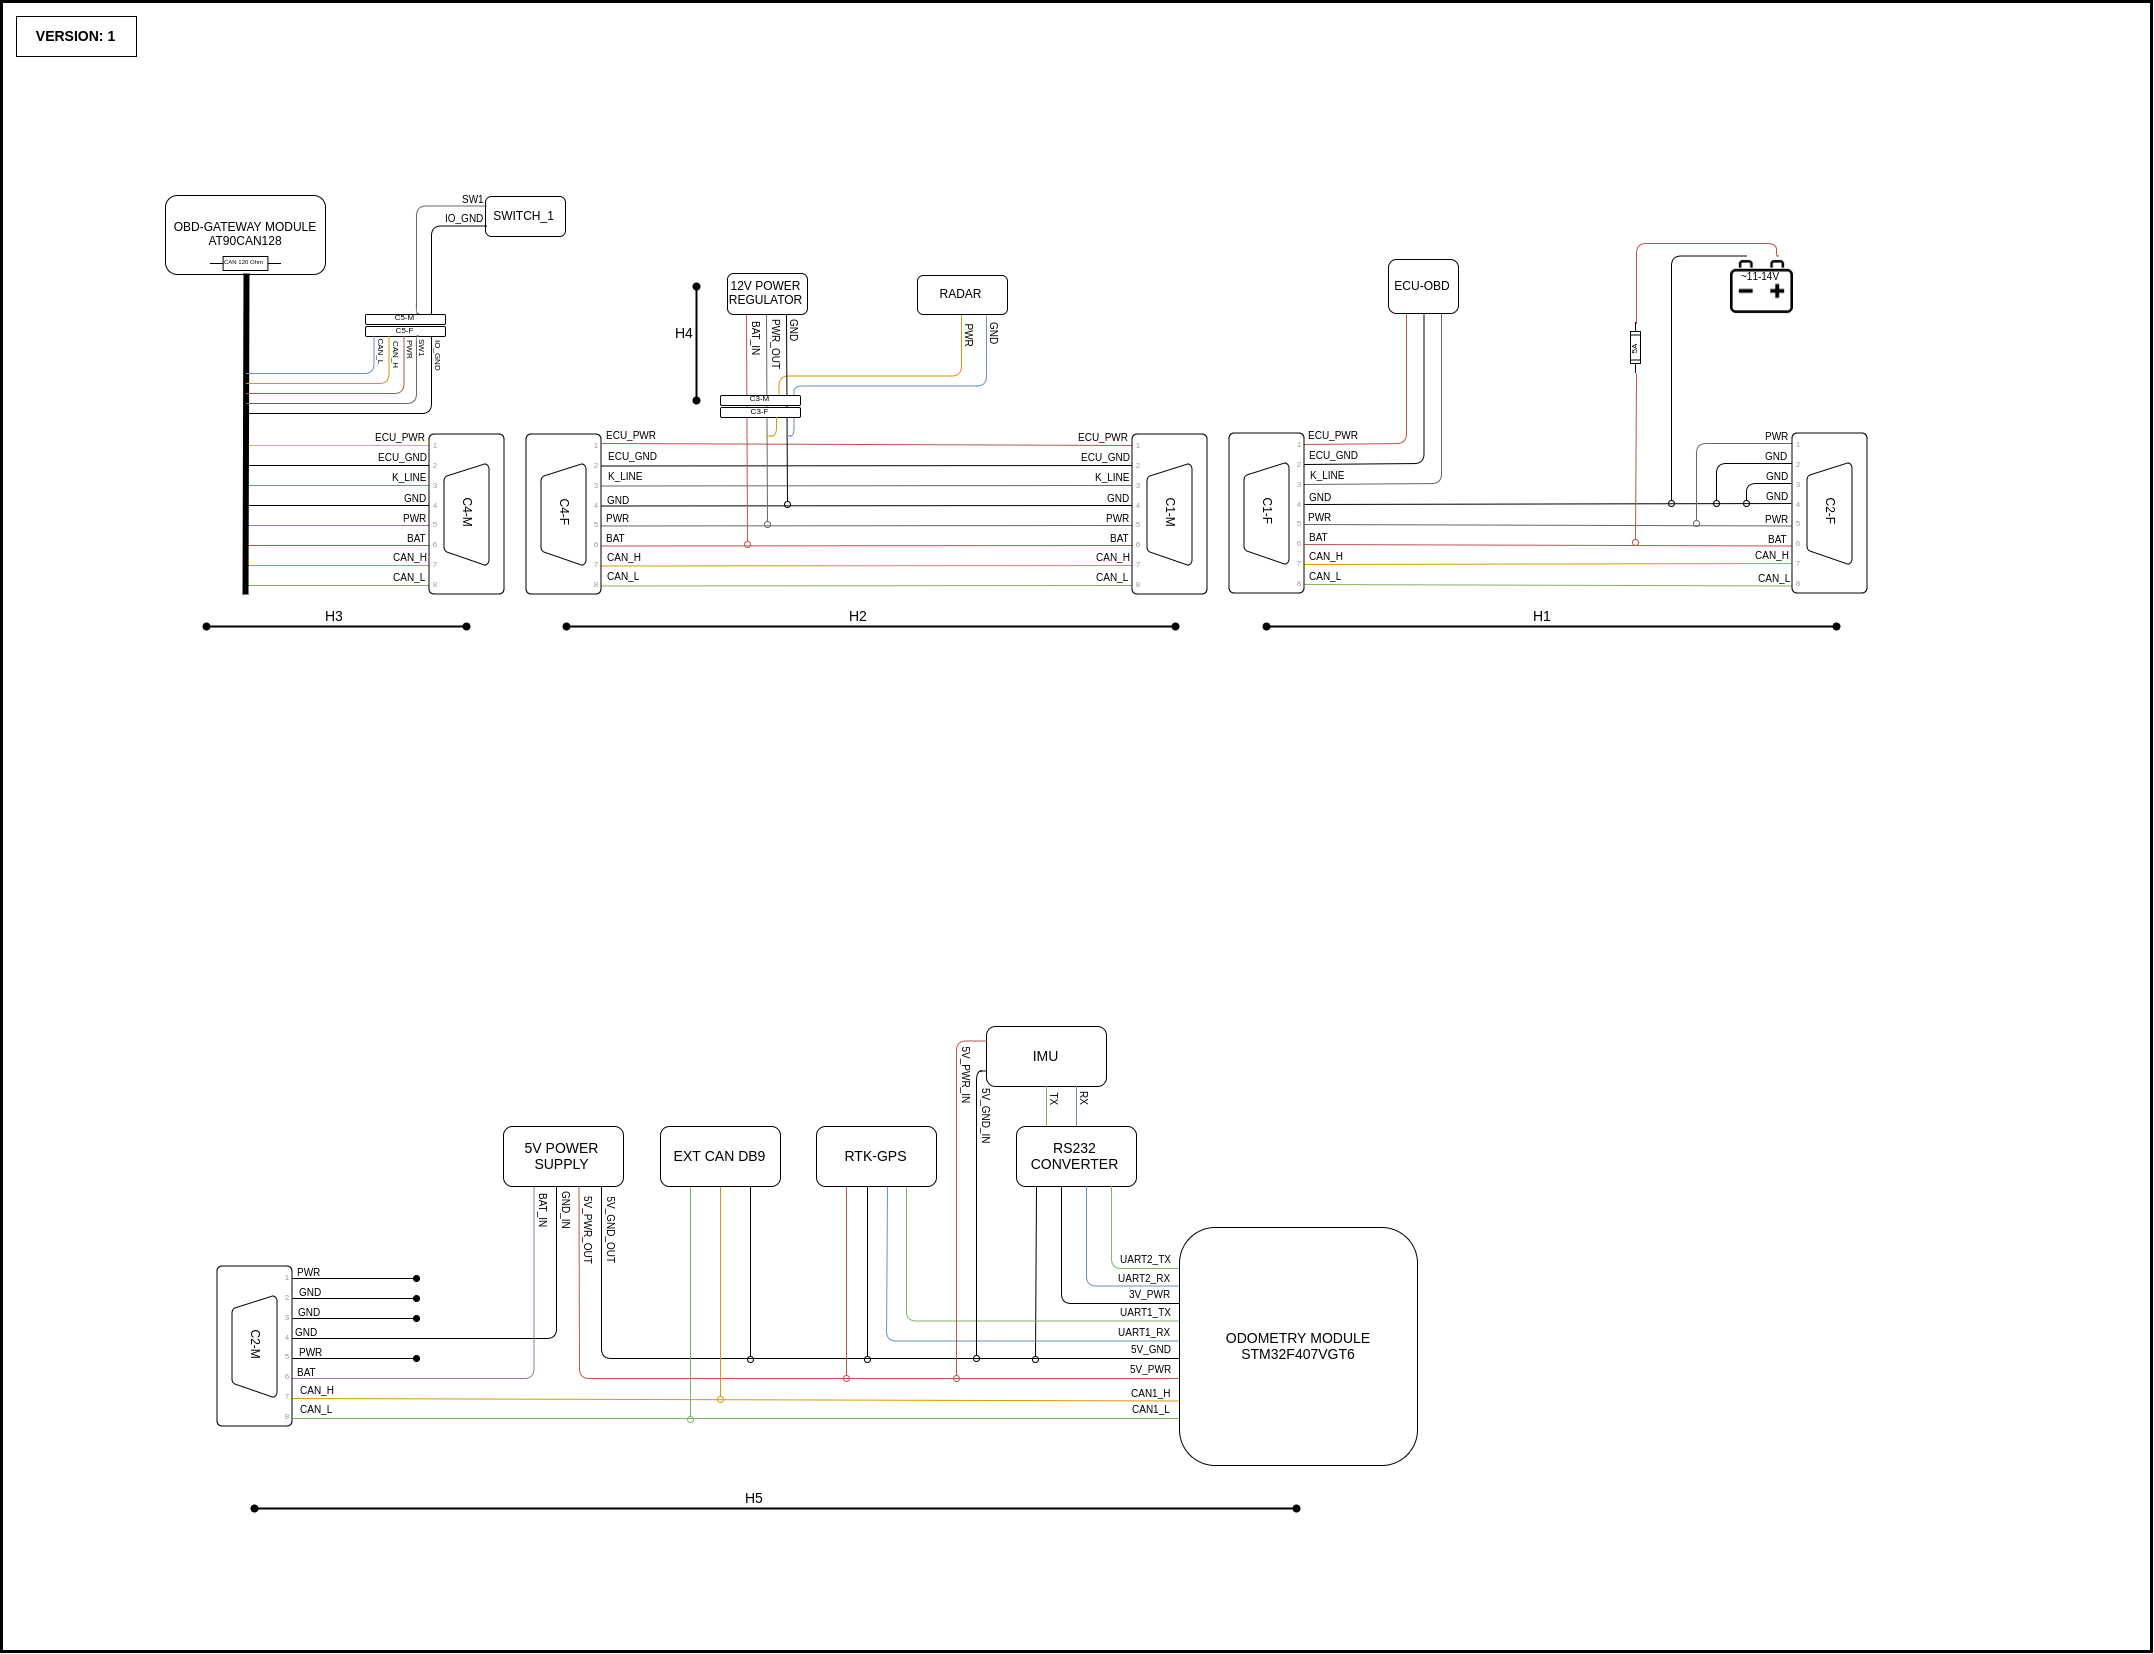 VERSION: 1
OBD-GATEWAY MODULE
AT90CAN128
CAN 120 Ohm
SW1
IO_GND
SWITCH_1
C5-M
C5-F
CAN_L
CAN_H
PWR
SW1
IO_GND
ECU_PWR
ECU_GND
K_LINE
GND
PWR
BAT
CAN_H
CAN_L
1
2
3
4
5
6
7
8
C4-M
H3
H4
12V POWER
REGULATOR
BAT_IN
PWR_OUT
GND
RADAR
PWR
GND
C3-M
C3-F
C4-F
1
2
3
4
5
6
7
8
ECU_PWR
ECU_GND
K_LINE
GND
PWR
BAT
CAN_H
CAN_L
ECU_PWR
ECU_GND
K_LINE
GND
PWR
BAT
CAN_H
CAN_L
1
2
3
4
5
6
7
8
C1-M
H2
ECU-OBD
~11-14V
5A
C1-F
1
2
3
4
5
6
7
8
ECU_PWR
ECU_GND
K_LINE
GND
PWR
BAT
CAN_H
CAN_L
PWR
GND
GND
GND
PWR
BAT
CAN_H
CAN_L
1
2
3
4
5
6
7
8
C2-F
H1
IMU
5V_PWR_IN
5V_GND_IN
TX
RX
5V POWER
SUPPLY
EXT CAN DB9
RTK-GPS
RS232
CONVERTER
BAT_IN
GND_IN
5V_PWR_OUT
5V_GND_OUT
C2-M
1
2
3
4
5
6
7
8
PWR
GND
GND
GND
PWR
BAT
CAN_H
CAN_L
UART2_TX
UART2_RX
3V_PWR
UART1_TX
UART1_RX
5V_GND
5V_PWR
CAN1_H
CAN1_L
ODOMETRY MODULE
STM32F407VGT6
H5